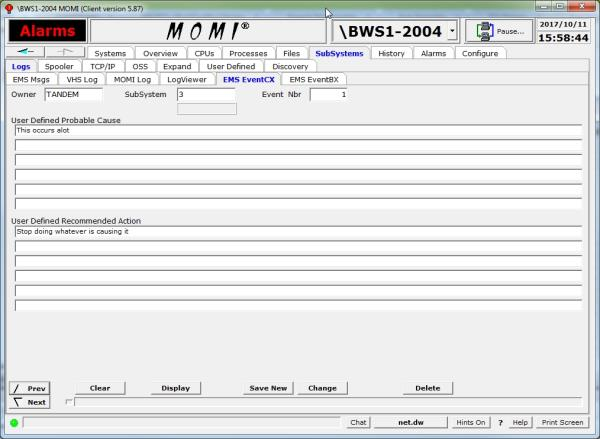 \BWS1-2004 MOMI (Client version 5.87)
Alarms MOMI® \BWS1-2004 Pause... 2017/10/11
15:58:44
Systems Overview CPUs Processes Files SubSystems History Alarms Configure
Logs Spooler TCP/IP OSS Expand User Defined Discovery
EMS Msgs VHS Log MOMI Log LogViewer EMS EventCX EMS EventBX
Owner TANDEM SubSystem 3 Event Nbr 1
User Defined Probable Cause
This occurs alot
User Defined Recommended Action
Stop doing whatever is causing it
Prev Clear Display Save New Change Delete
Next
Chat net.dw Hints On ? Help Print Screen